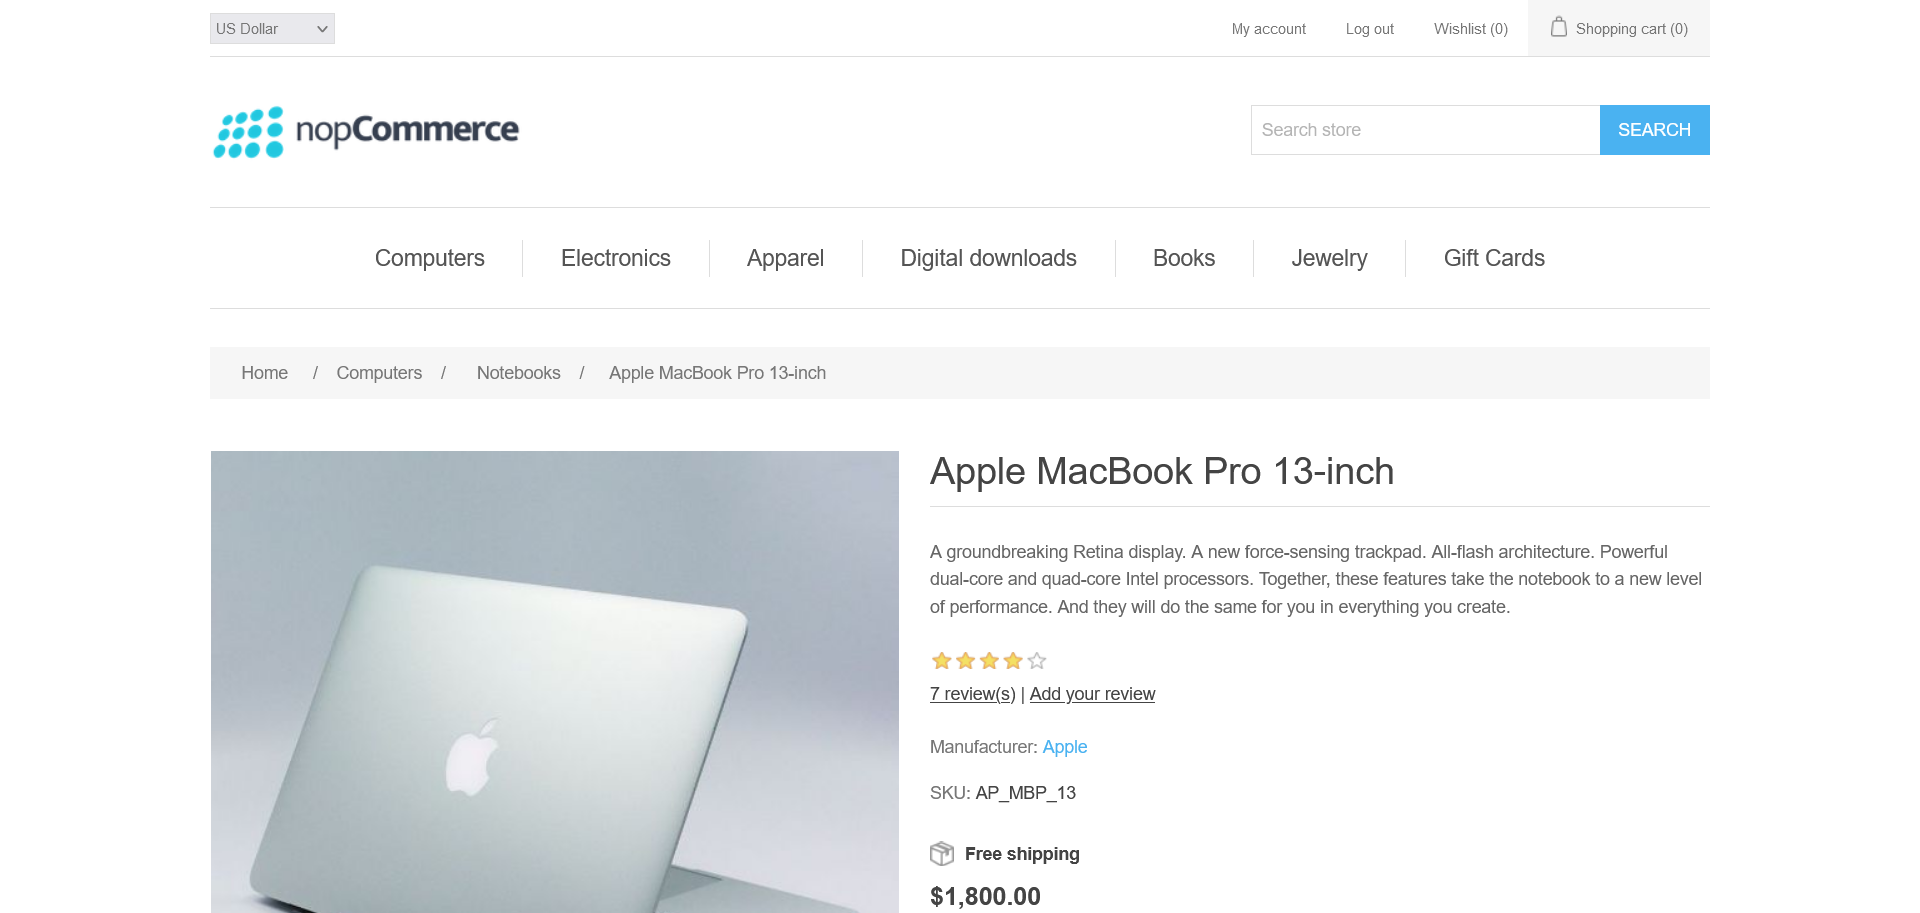 US Dollar
My account
Log out
Wishlist (0)
Shopping cart (0)
nopCommerce
Search store
SEARCH
Computers
Electronics
Apparel
Digital downloads
Books
Jewelry
Gift Cards
Home / Computers / Notebooks / Apple MacBook Pro 13-inch
Apple MacBook Pro 13-inch
A groundbreaking Retina display. A new force-sensing trackpad. All-flash architecture. Powerful
dual-core and quad-core Intel processors. Together, these features take the notebook to a new level
of performance. And they will do the same for you in everything you create.
7 review(s) | Add your review
Manufacturer: Apple
SKU: AP_MBP_13
Free shipping
$1,800.00